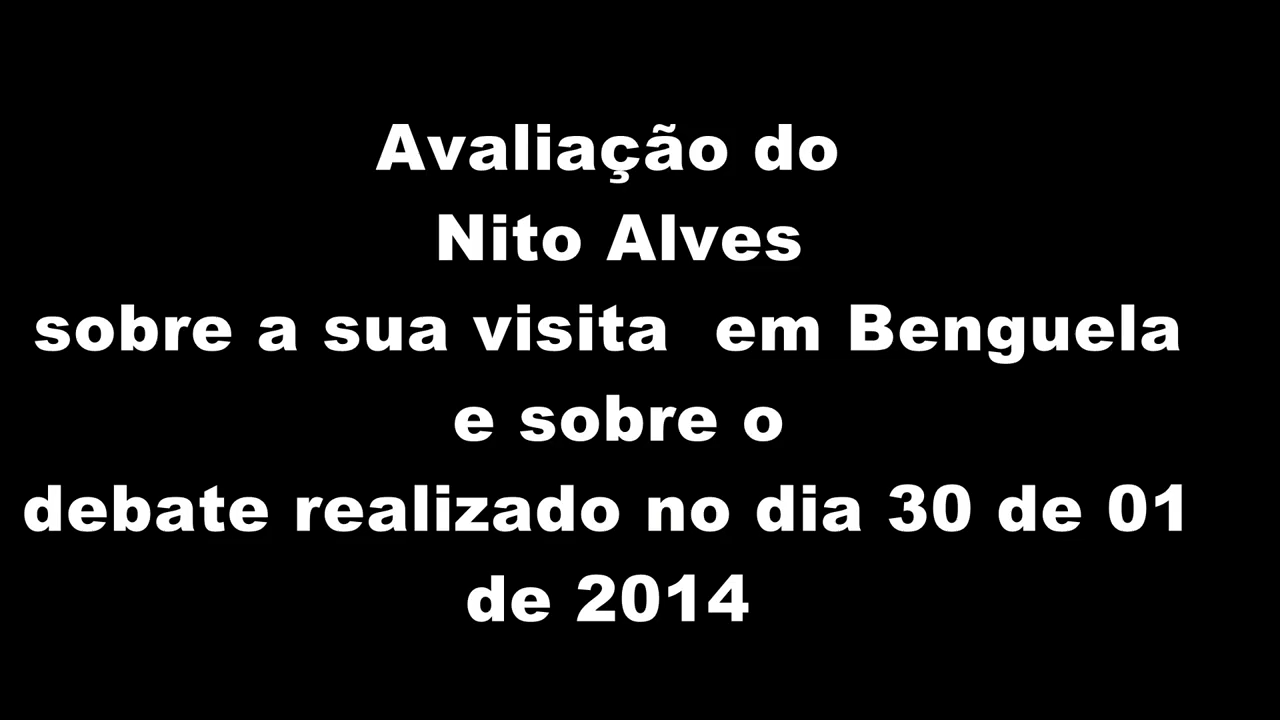 Avaliação do
Nito Alves
sobre a sua visita  em Benguela
e sobre o
debate realizado no dia 30 de 01
de 2014